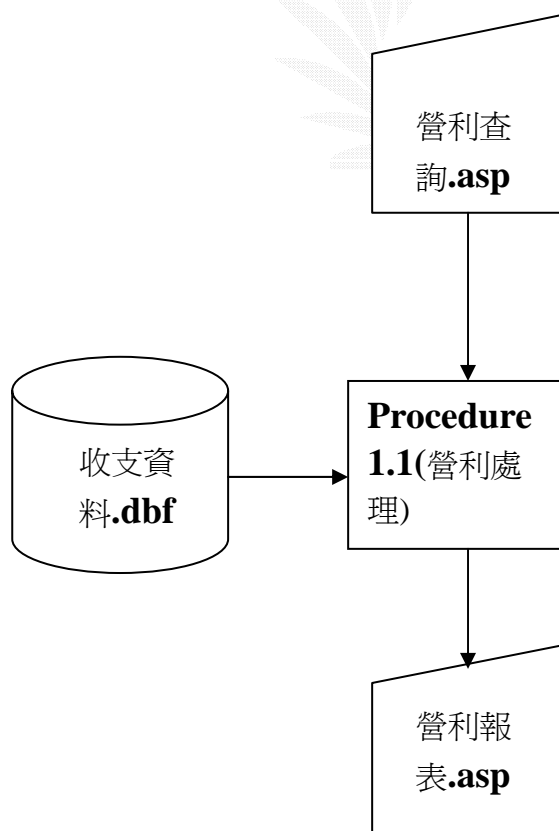 營利查
詢.asp
收支資
料.dbf
Procedure
1.1(營利處
理)
營利報
表.asp